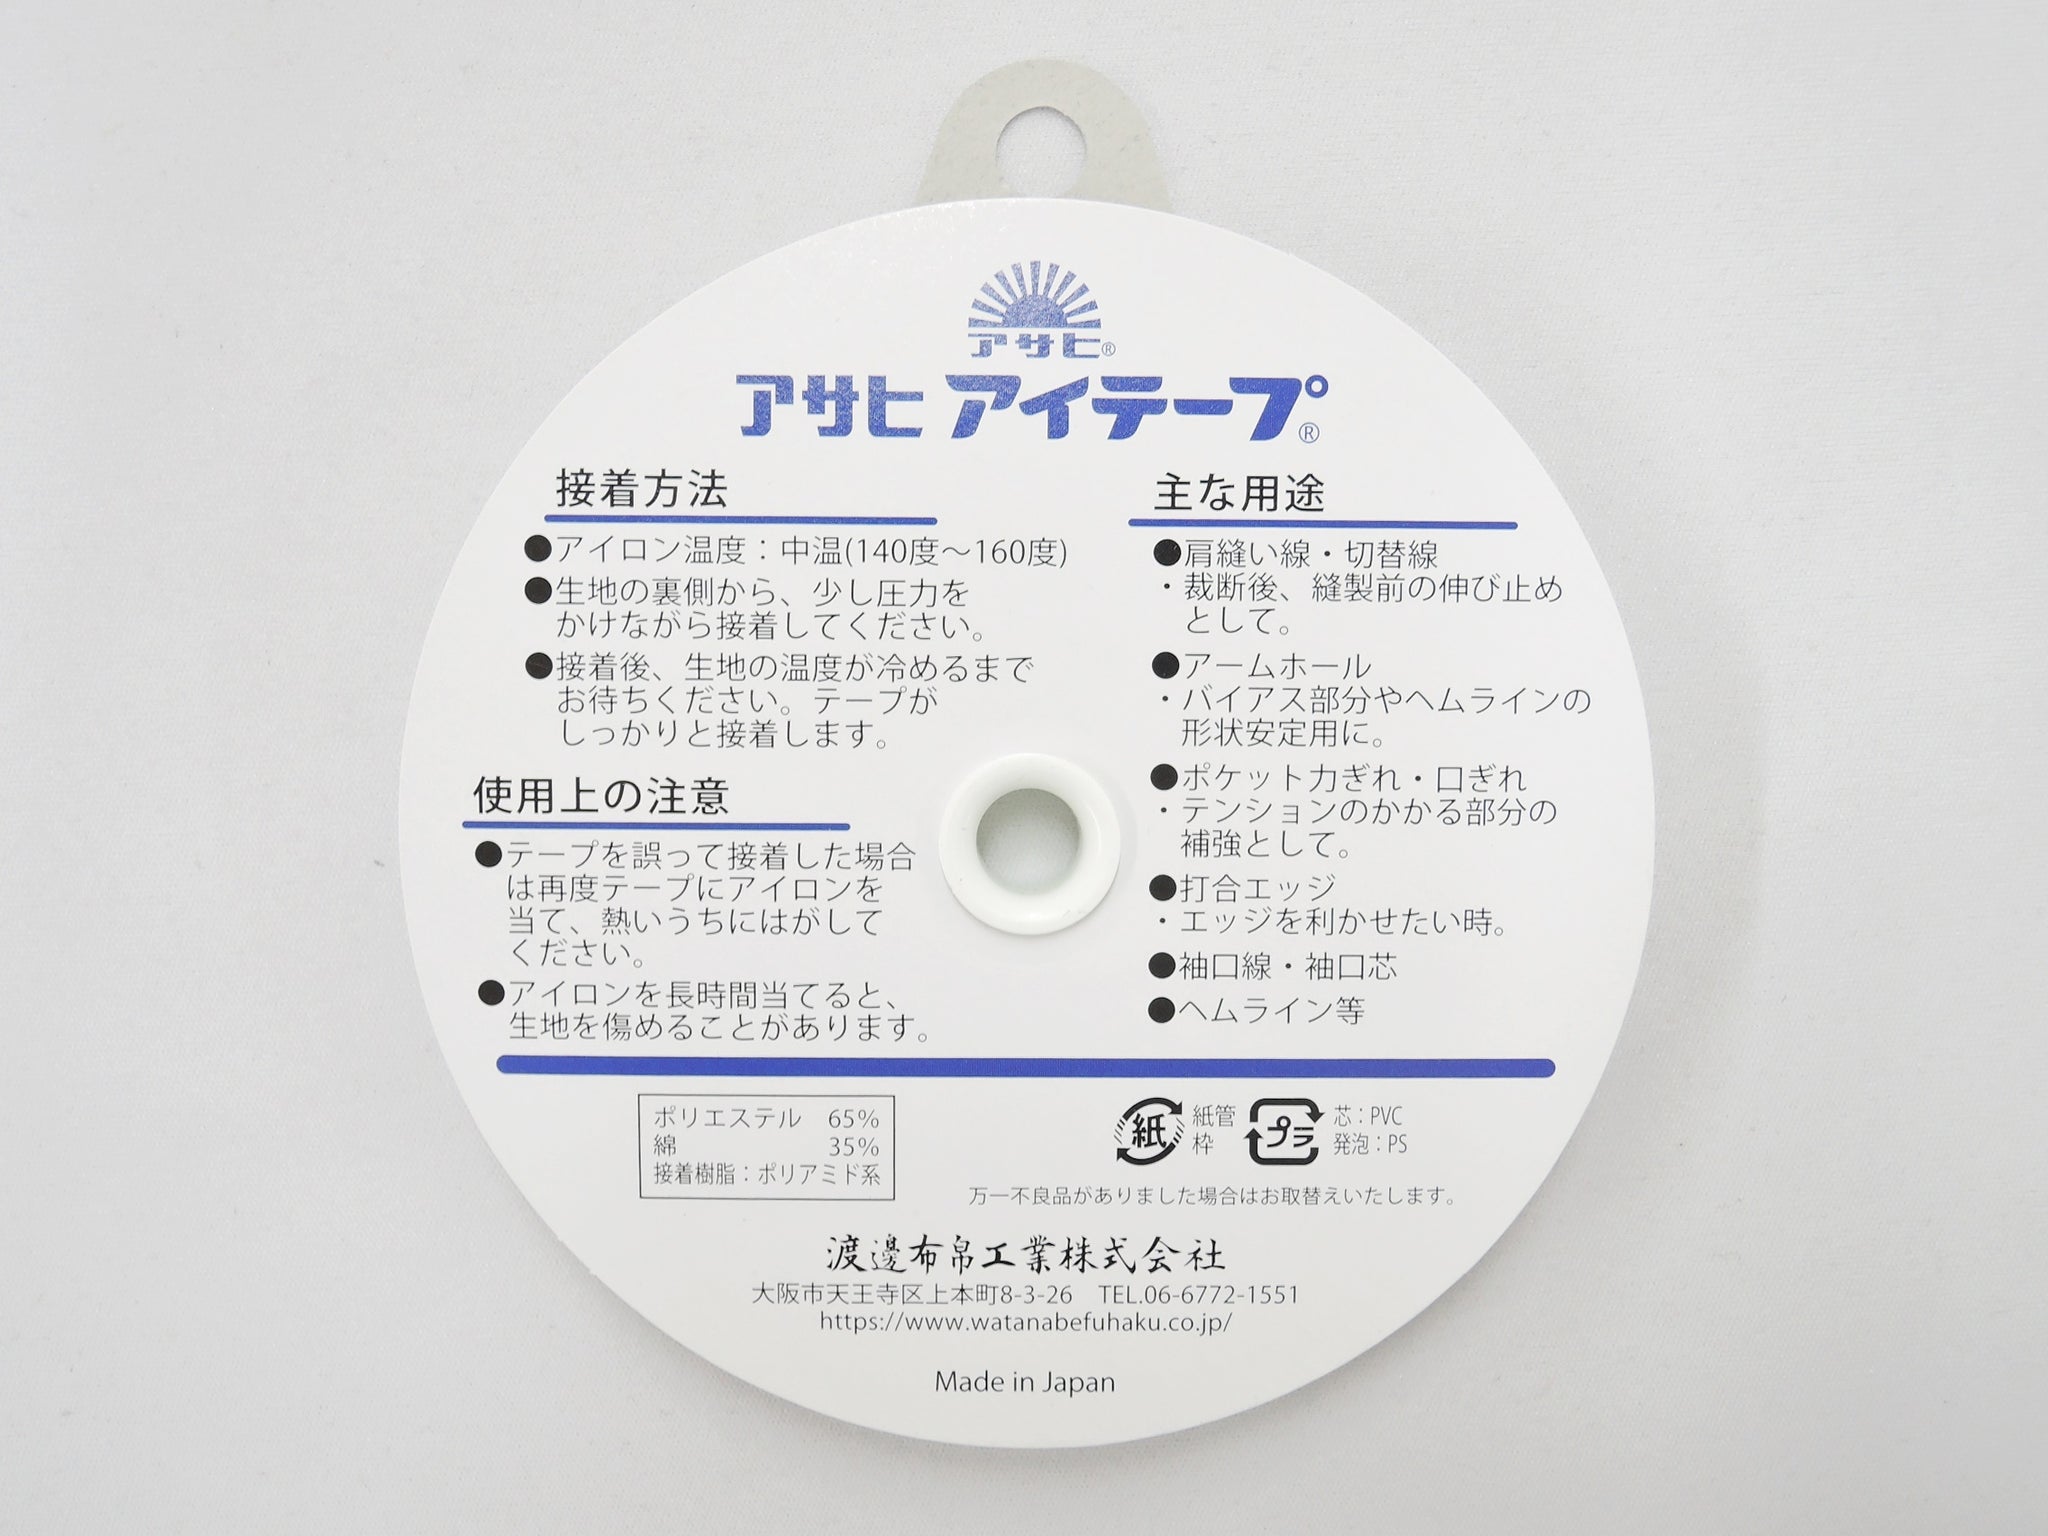 アサヒ®
アサヒ アイテープ®
接着方法
●アイロン温度：中温(140度～160度)
●生地の裏側から、少し圧力を
かけながら接着してください。
●接着後、生地の温度が冷めるまで
お待ちください。テープが
しっかりと接着します。
使用上の注意
●テープを誤って接着した場合
は再度テープにアイロンを
当て、熱いうちにはがして
ください。
●アイロンを長時間当てると、
生地を傷めることがあります。
主な用途
●肩縫い線・切替線
・裁断後、縫製前の伸び止め
として。
●アームホール
・バイアス部分やヘムラインの
形状安定用に。
●ポケット力ぎれ・口ぎれ
・テンションのかかる部分の
補強として。
●打合エッジ
・エッジを利かせたい時。
●袖口線・袖口芯
●ヘムライン等
ポリエステル 65%
綿 35%
接着樹脂：ポリアミド系
紙 紙管
枠
プラ 芯：PVC
発泡：PS
万一不良品がありました場合はお取替えいたします。
渡邊布帛工業株式会社
大阪市天王寺区上本町8-3-26 TEL.06-6772-1551
https://www.watanabefuhaku.co.jp/
Made in Japan